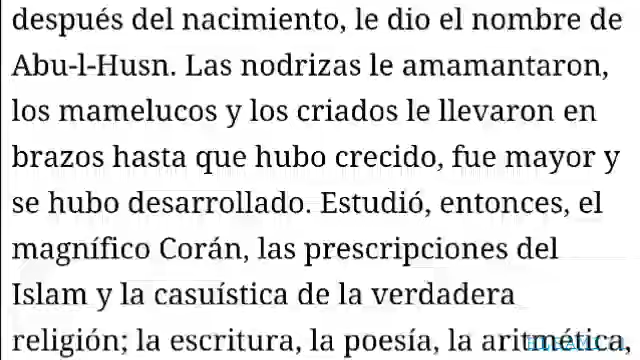 después del nacimiento, le dio el nombre de
Abu-l-Husn. Las nodrizas le amamantaron,
los mamelucos y los criados le llevaron en
brazos hasta que hubo crecido, fue mayor y
se hubo desarrollado. Estudió, entonces, el
magnífico Corán, las prescripciones del
Islam y la casuística de la verdadera
religión; la escritura, la poesía, la aritmética,